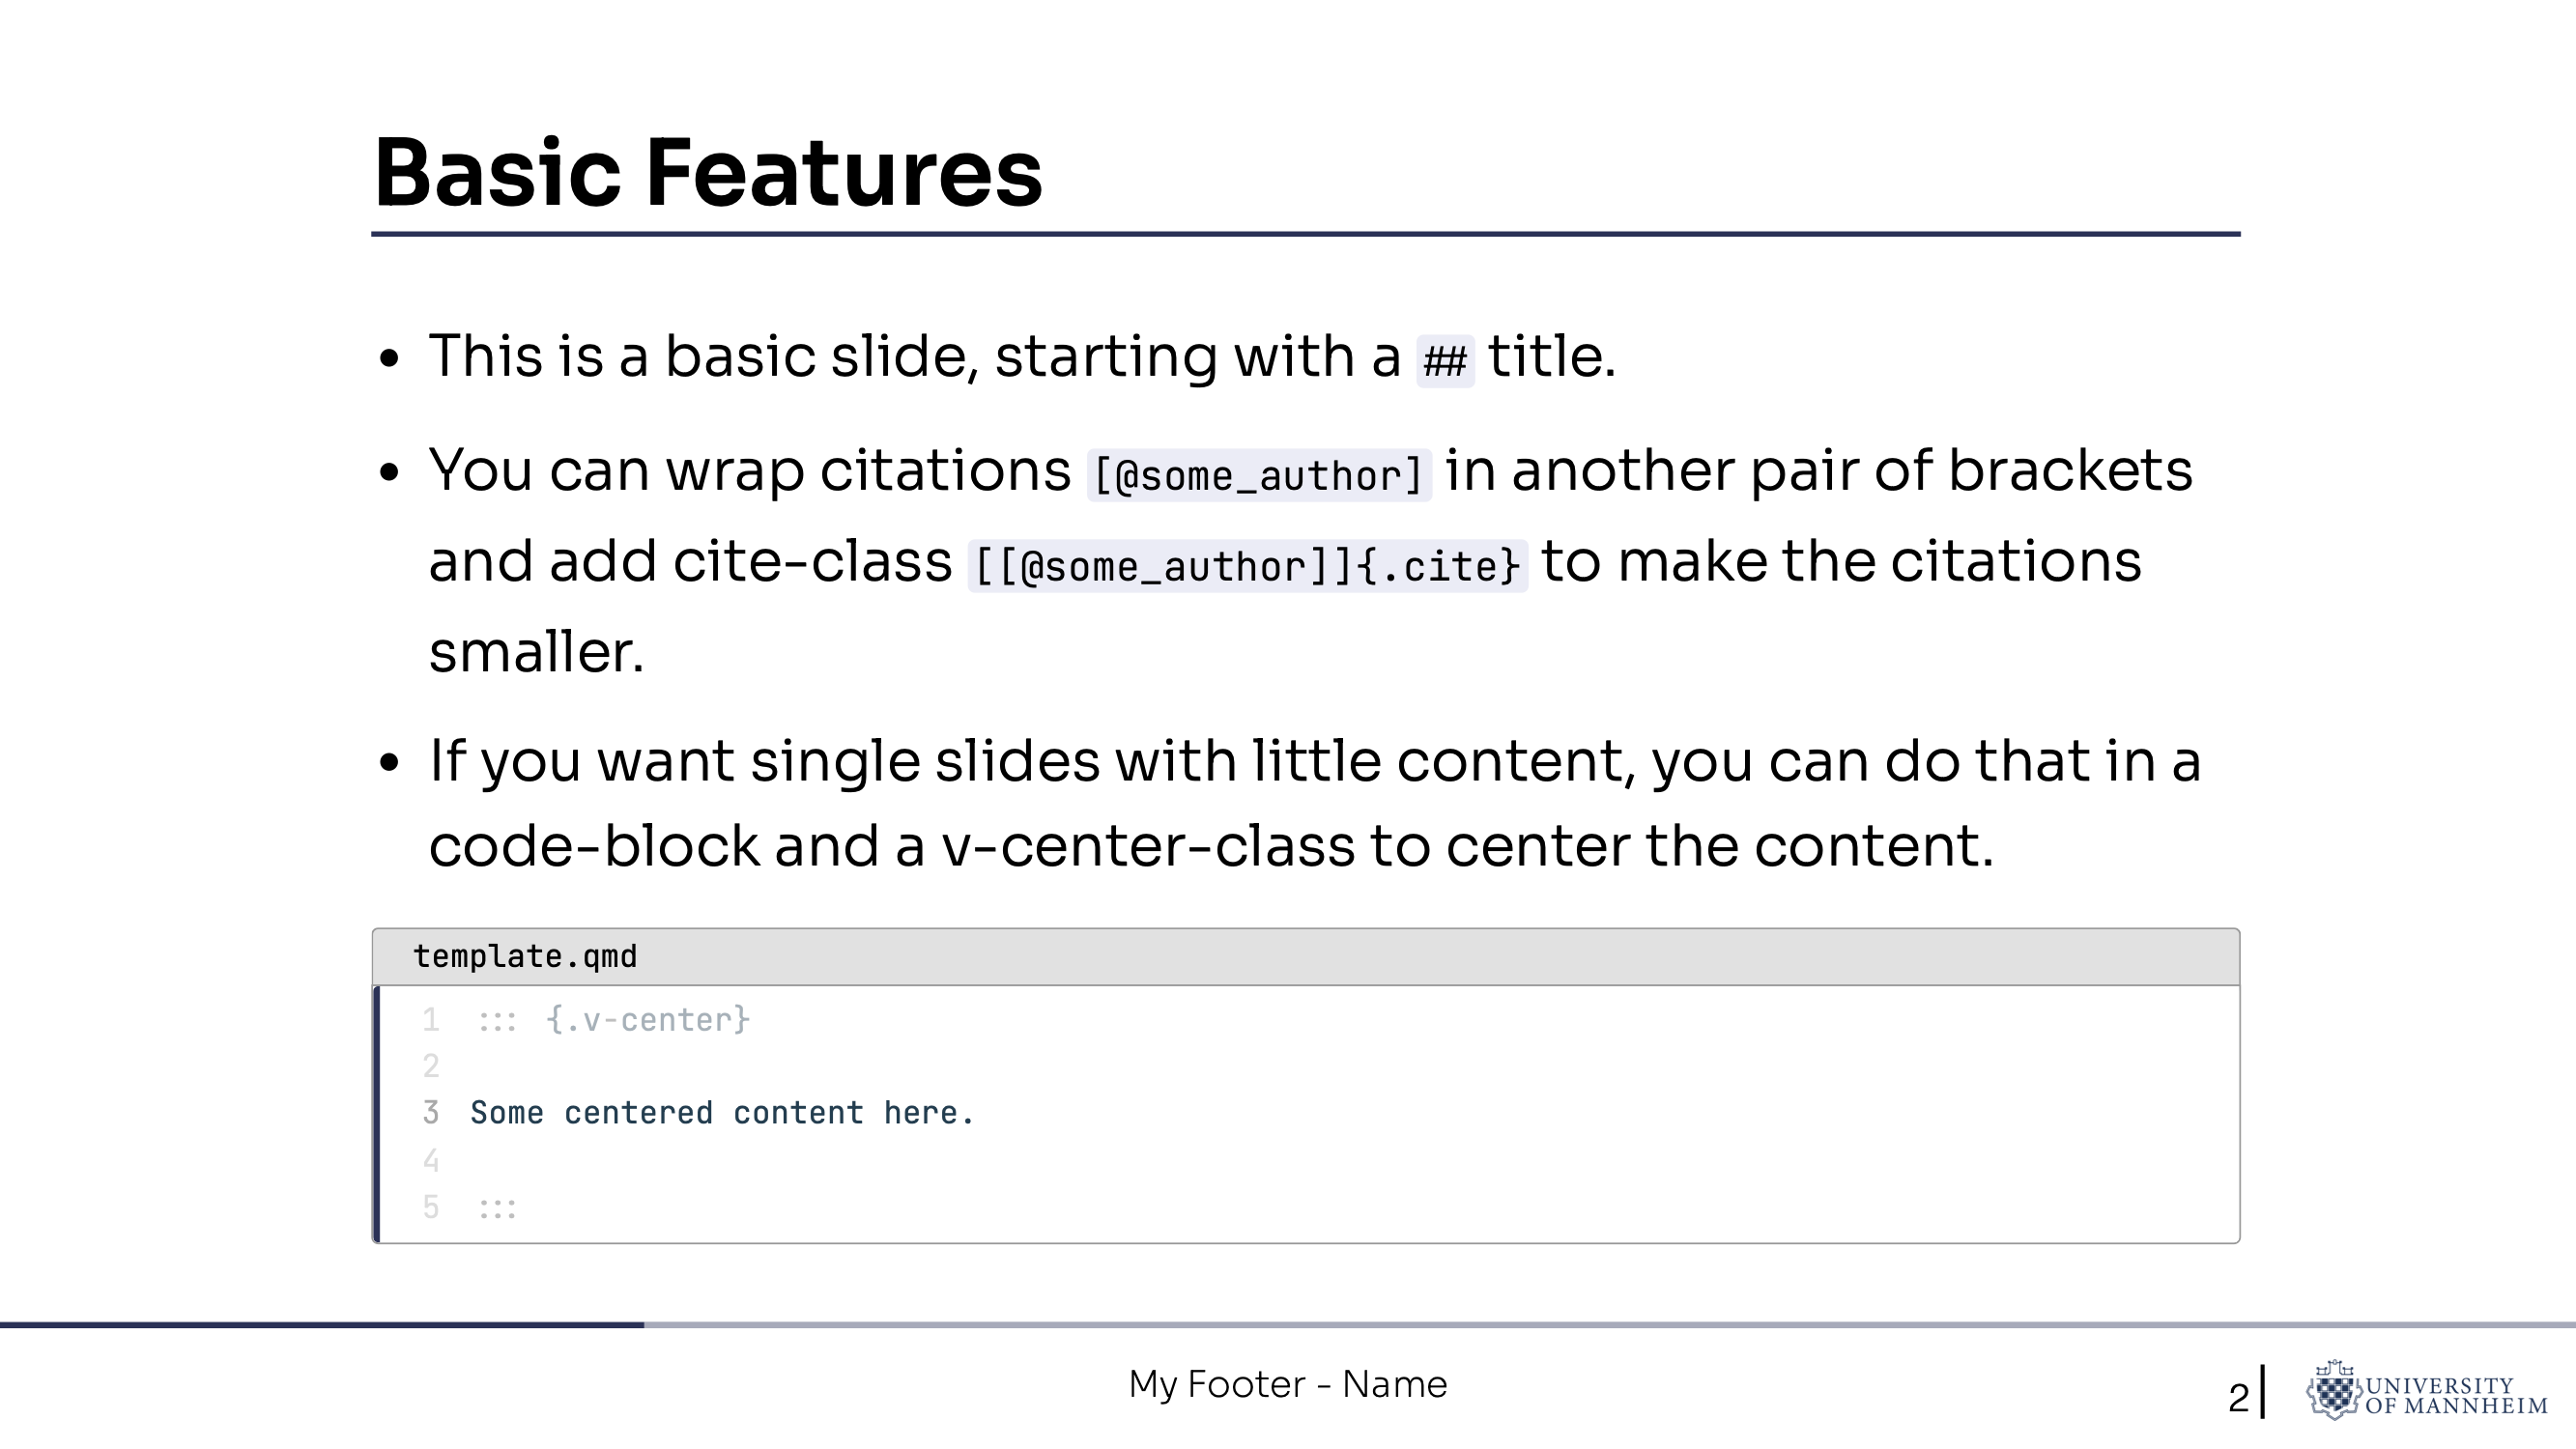 Basic Features
• This is a basic slide, starting with a ## title.
• You can wrap citations [@some_author] in another pair of brackets
and add cite-class [[@some_author]]{.cite} to make the citations
smaller.
• If you want single slides with little content, you can do that in a
code-block and a v-center-class to center the content.
template.qmd
1 ::: {.v-center}
2
3 Some centered content here.
4
5 :::
My Footer - Name
2
UNIVERSITY
OF MANNHEIM